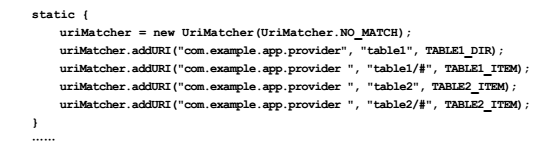 static {
    uriMatcher = new UriMatcher(UriMatcher.NO_MATCH);
    uriMatcher.addURI("com.example.app.provider", "table1", TABLE1_DIR);
    uriMatcher.addURI("com.example.app.provider ", "table1/#", TABLE1_ITEM);
    uriMatcher.addURI("com.example.app.provider ", "table2", TABLE2_ITEM);
    uriMatcher.addURI("com.example.app.provider ", "table2/#", TABLE2_ITEM);
}
……